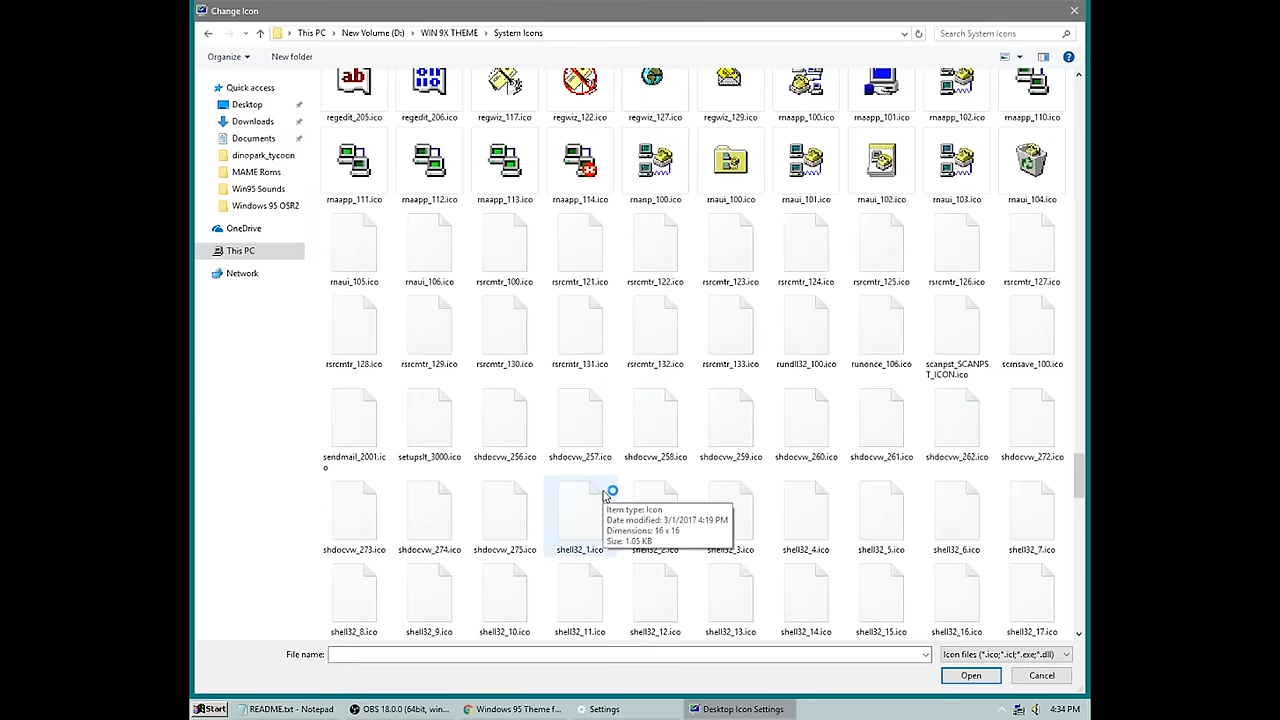 Change Icon
This PC > New Volume (D:) > WIN 9X THEME > System Icons
Search System Icons
Organize
New folder
Quick access
Desktop
Downloads
Documents
dinopark_tycoon
MAME Roms
Win95 Sounds
Windows 95 OSR2
OneDrive
This PC
Network
regedit_205.ico regedit_206.ico regwiz_117.ico regwiz_122.ico regwiz_127.ico regwiz_129.ico rnaapp_100.ico rnaapp_101.ico rnaapp_102.ico rnaapp_110.ico
rnaapp_111.ico rnaapp_112.ico rnaapp_113.ico rnaapp_114.ico rnanp_100.ico rnaui_100.ico rnaui_101.ico rnaui_102.ico rnaui_103.ico rnaui_104.ico
rnaui_105.ico rnaui_106.ico rsrcmtr_100.ico rsrcmtr_121.ico rsrcmtr_122.ico rsrcmtr_123.ico rsrcmtr_124.ico rsrcmtr_125.ico rsrcmtr_126.ico rsrcmtr_127.ico
rsrcmtr_128.ico rsrcmtr_129.ico rsrcmtr_130.ico rsrcmtr_131.ico rsrcmtr_132.ico rsrcmtr_133.ico rundll32_100.ico runonce_106.ico scanpst_SCANPS scrnsave_100.ico
T_ICON.ico
sendmail_2001.ic setupslt_3000.ico shdocvw_256.ico shdocvw_257.ico shdocvw_258.ico shdocvw_259.ico shdocvw_260.ico shdocvw_261.ico shdocvw_262.ico shdocvw_272.ico
o
Item type: Icon
Date modified: 3/1/2017 4:19 PM
Dimensions: 16 x 16
Size: 1.05 KB
shdocvw_273.ico shdocvw_274.ico shdocvw_275.ico shell32_1.ico shell32_2.ico shell32_3.ico shell32_4.ico shell32_5.ico shell32_6.ico shell32_7.ico
shell32_8.ico shell32_9.ico shell32_10.ico shell32_11.ico shell32_12.ico shell32_13.ico shell32_14.ico shell32_15.ico shell32_16.ico shell32_17.ico
File name:
Icon files (*.ico;*.icl;*.exe;*.dll)
Open
Cancel
Start
README.txt - Notepad
OBS 18.0.0 (64bit, win...
Windows 95 Theme f...
Settings
Desktop Icon Settings
4:34 PM